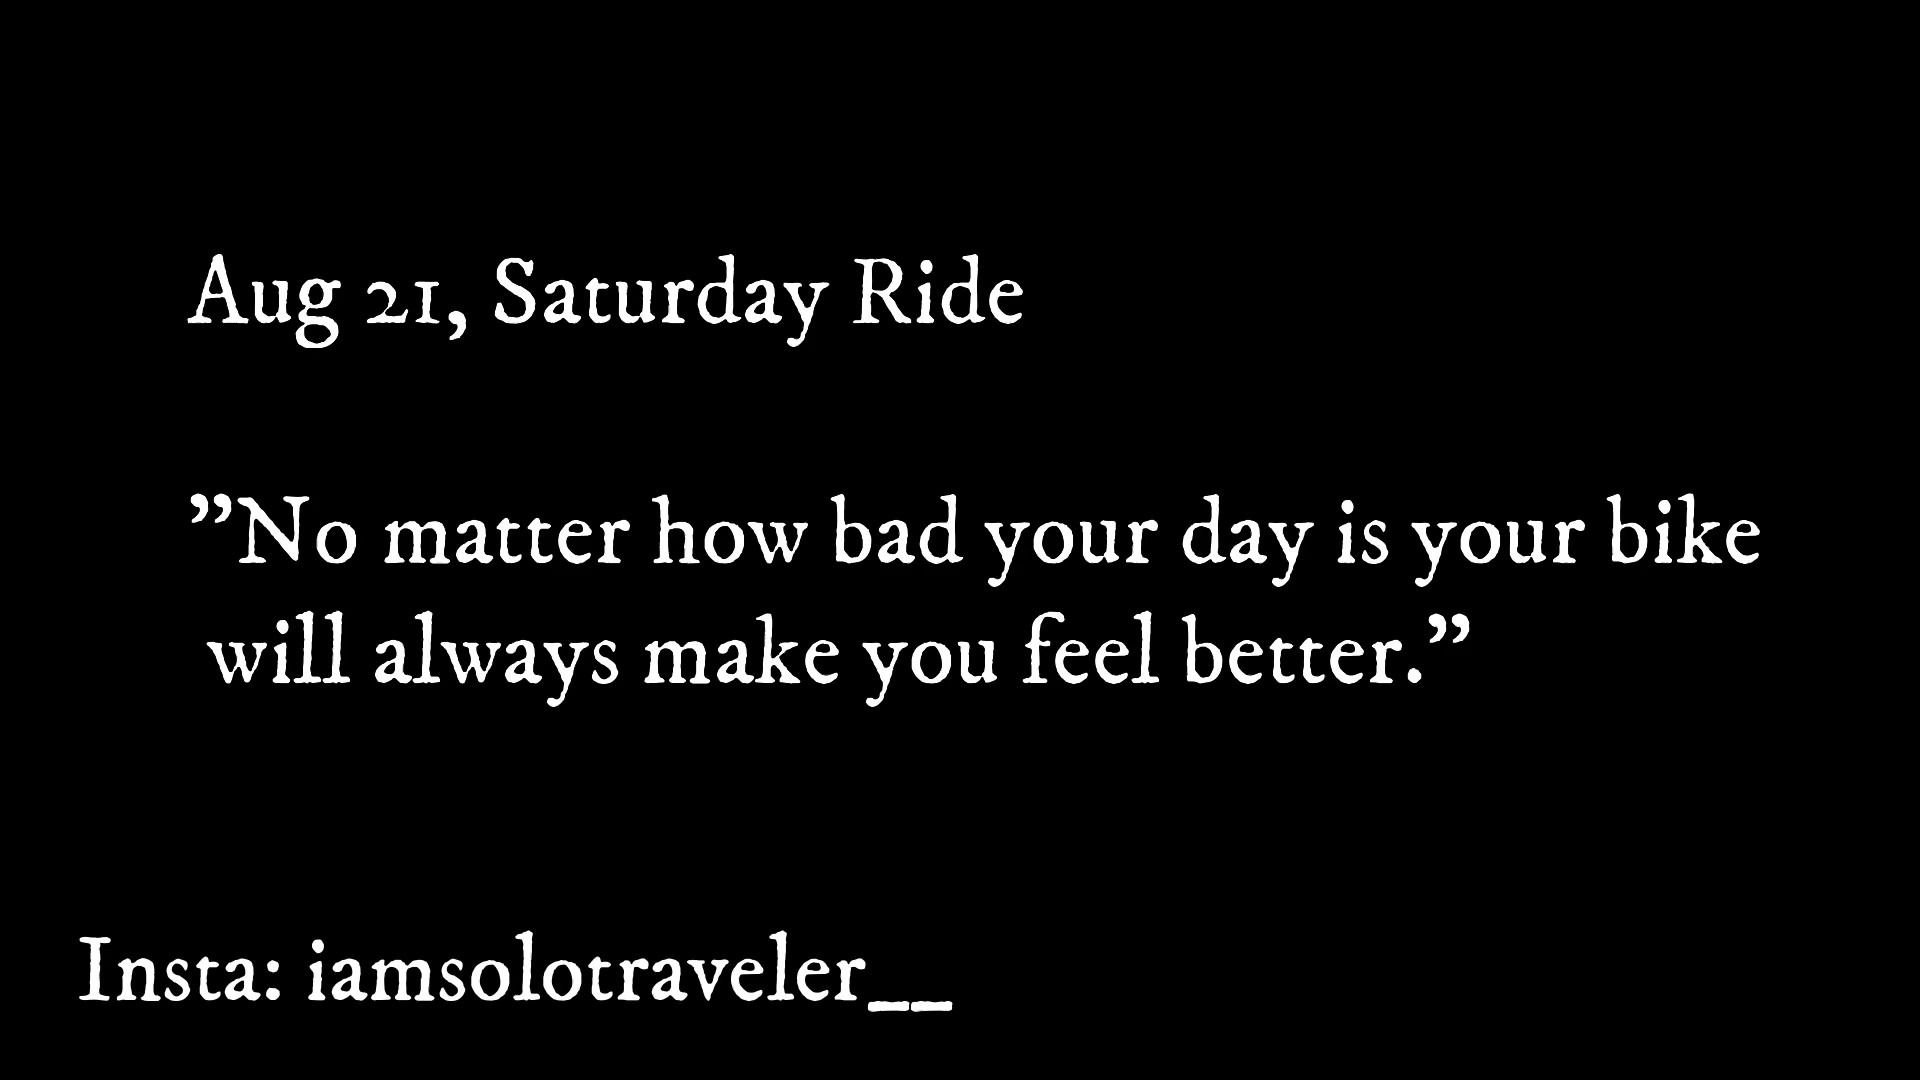 Aug 21, Saturday Ride
”No matter how bad your day is your bike
will always make you feel better.”
Insta: iamsolotraveler__